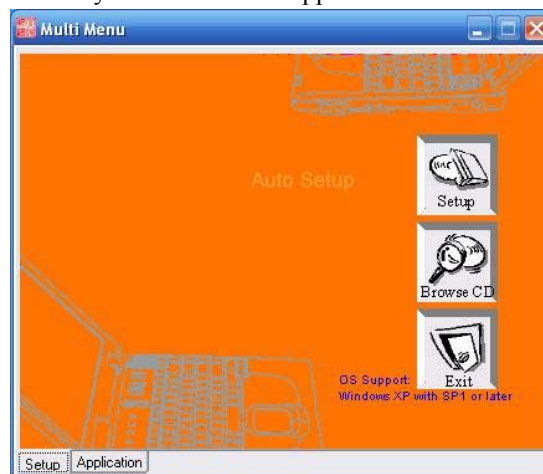 Multi Menu
Auto Setup
Setup
Browse CD
Exit
OS Support:
Windows XP with SP1 or later
Setup
Application